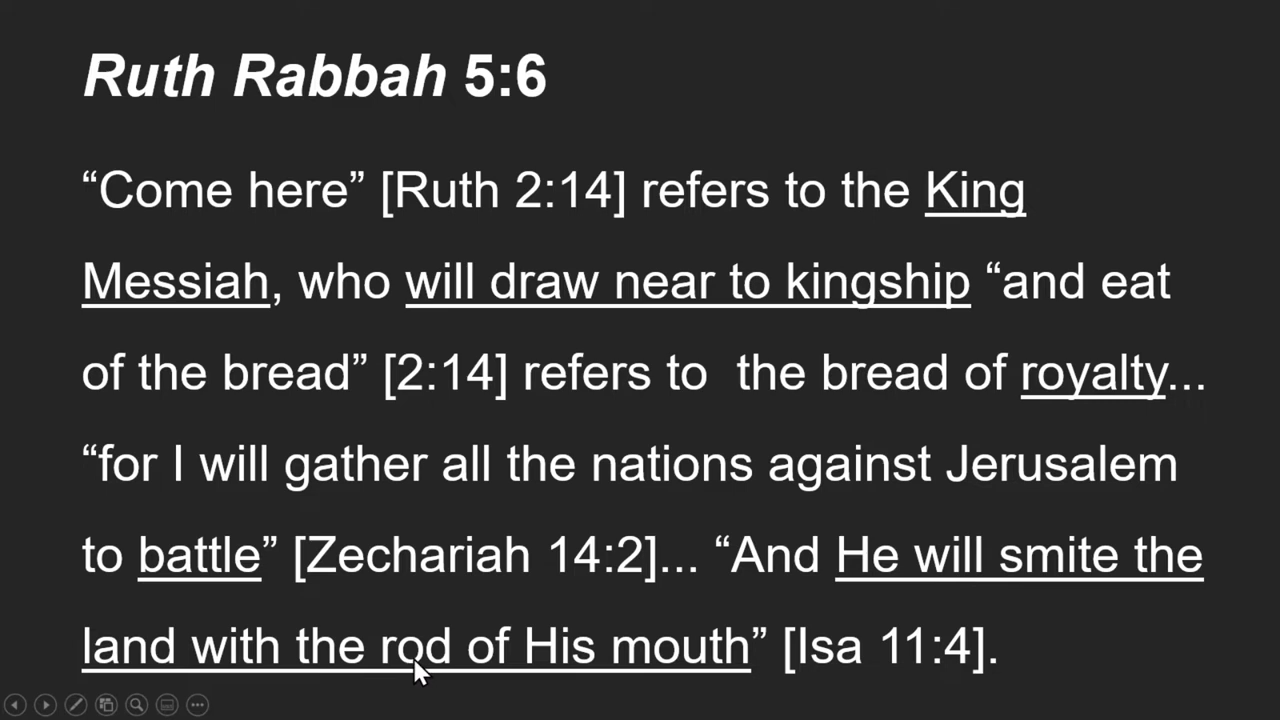 Ruth Rabbah 5:6
“Come here” [Ruth 2:14] refers to the King
Messiah, who will draw near to kingship “and eat
of the bread” [2:14] refers to  the bread of royalty...
“for I will gather all the nations against Jerusalem
to battle” [Zechariah 14:2]... “And He will smite the
land with the rod of His mouth” [Isa 11:4].